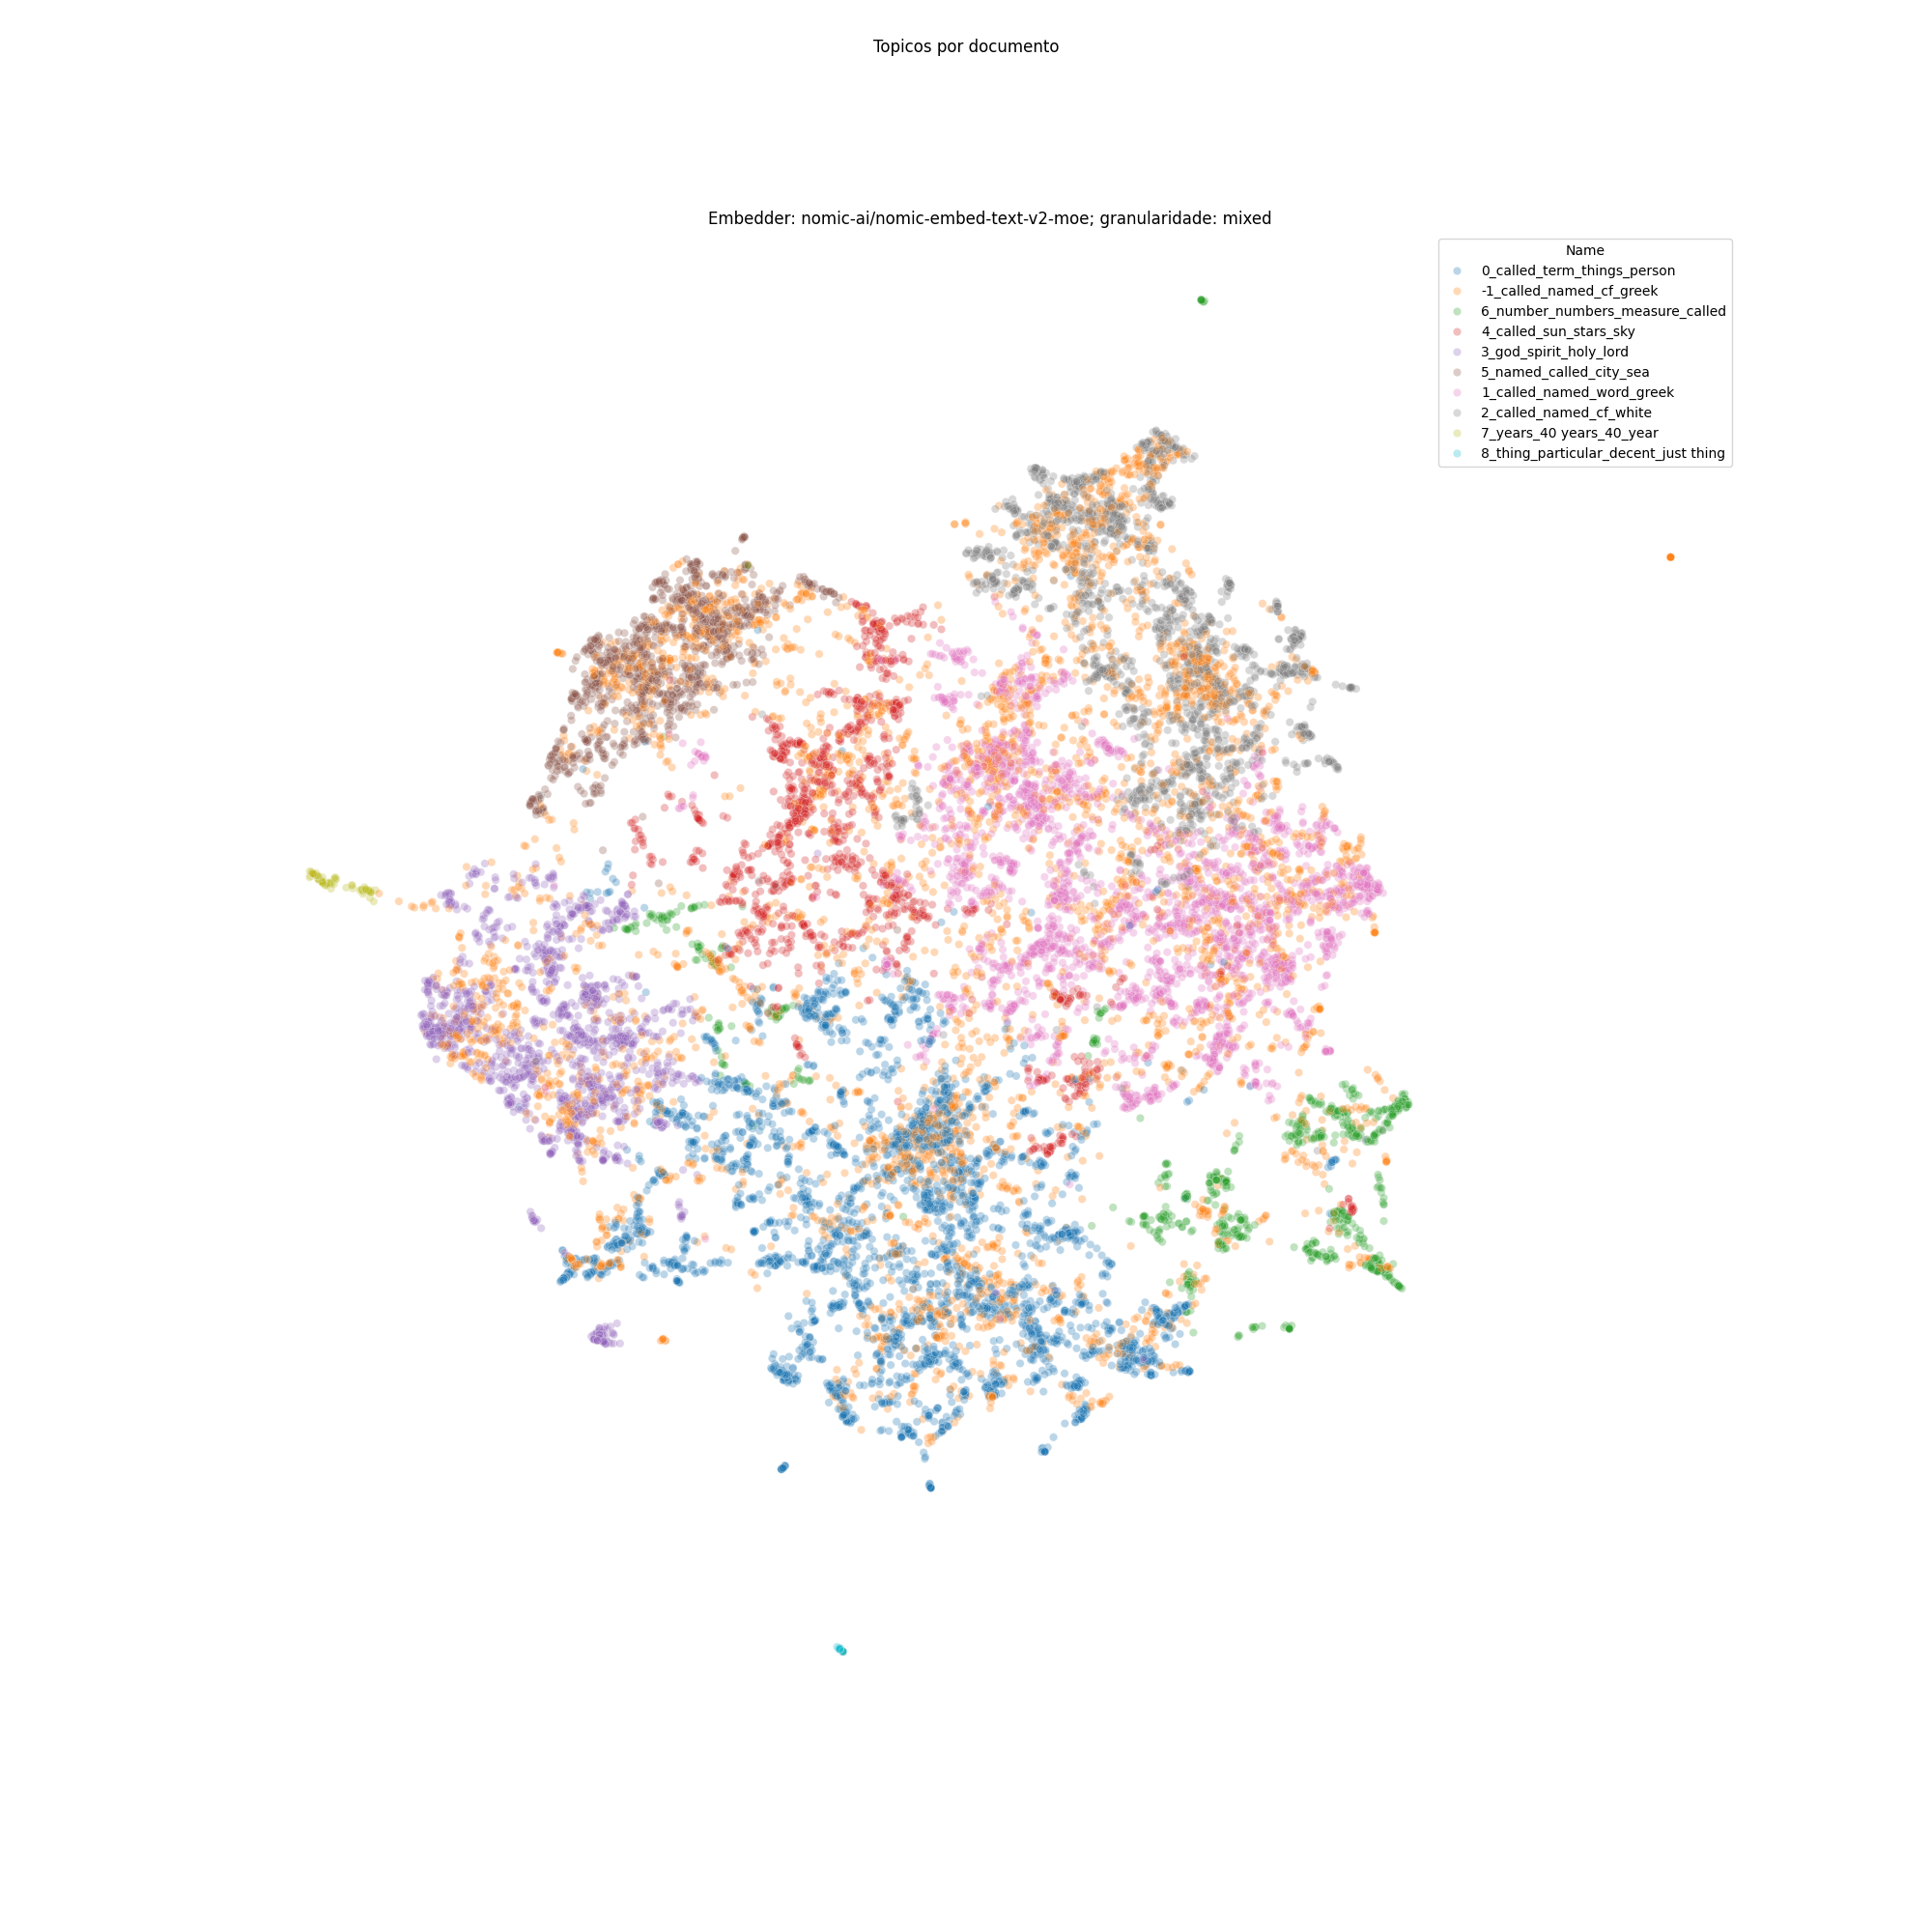 Topicos por documento
Embedder: nomic-ai/nomic-embed-text-v2-moe; granularidade: mixed
Name
0_called_term_things_person
-1_called_named_cf_greek
6_number_numbers_measure_called
4_called_sun_stars_sky
3_god_spirit_holy_lord
5_named_called_city_sea
1_called_named_word_greek
2_called_named_cf_white
7_years_40 years_40_year
8_thing_particular_decent_just thing